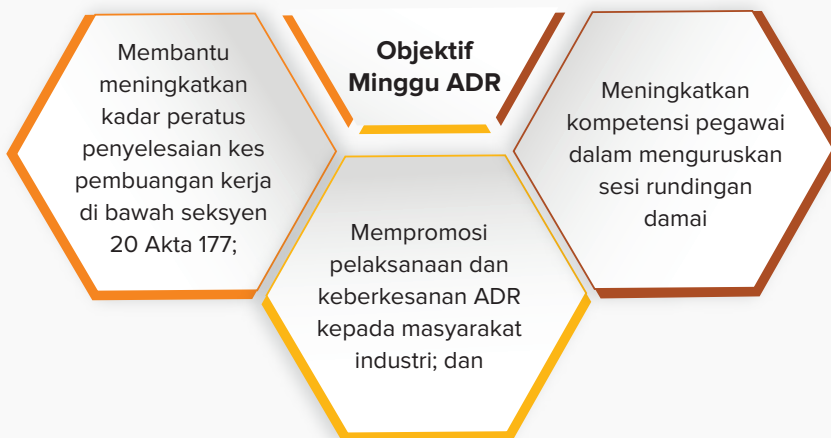 Objektif
Minggu ADR
Membantu
meningkatkan
kadar peratus
penyelesaian kes
pembuangan kerja
di bawah seksyen
20 Akta 177;
Mempromosi
pelaksanaan dan
keberkesanan ADR
kepada masyarakat
industri; dan
Meningkatkan
kompetensi pegawai
dalam menguruskan
sesi rundingan
damai